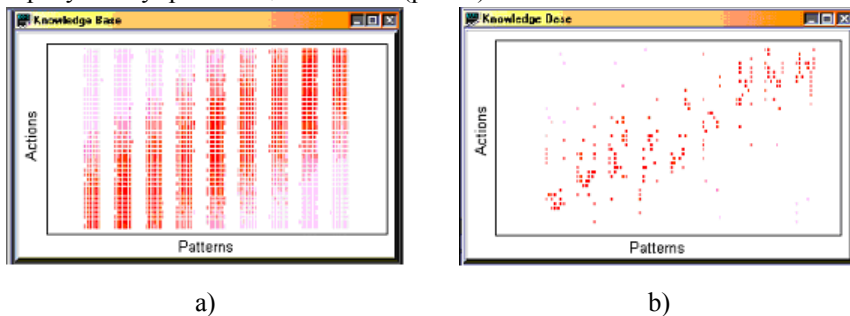 Knowledge Base
Knowledge Base
Actions
Actions
Patterns
Patterns
a)
b)